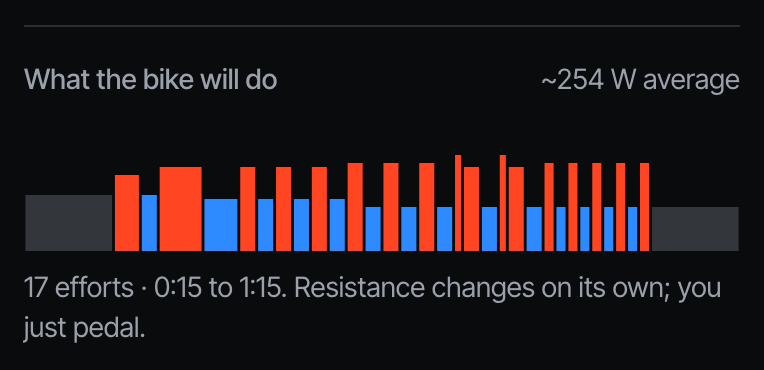 What the bike will do
~254 W average
17 efforts · 0:15 to 1:15. Resistance changes on its own; you
just pedal.